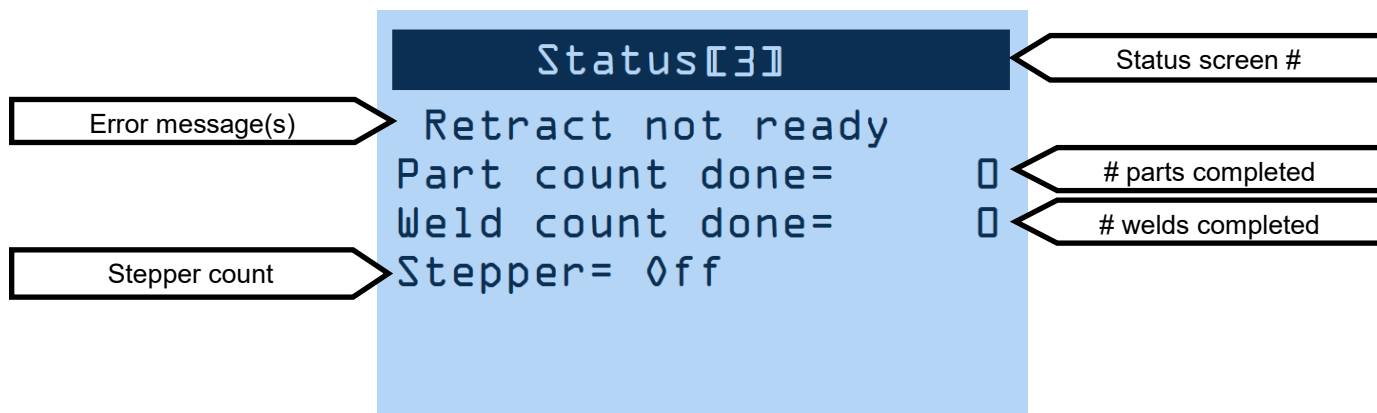 Status[3]
Status screen #
Error message(s)
Retract not ready
Part count done= 0
# parts completed
Weld count done= 0
# welds completed
Stepper count
Stepper= Off